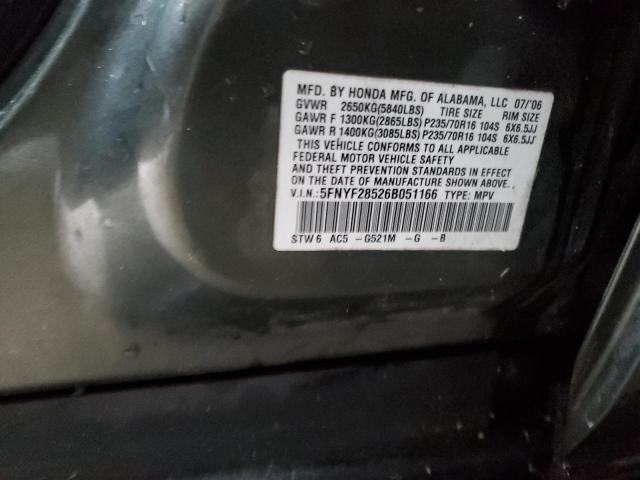 MFD. BY HONDA MFG. OF ALABAMA, LLC 07/'06
GVWR 2650KG(5840LBS) TIRE SIZE RIM SIZE
GAWR F 1300KG(2865LBS) P235/70R16 104S 6X6.5JJ
GAWR R 1400KG(3085LBS) P235/70R16 104S 6X6.5JJ
THIS VEHICLE CONFORMS TO ALL APPLICABLE
FEDERAL MOTOR VEHICLE SAFETY
AND THEFT PREVENTION STANDARDS IN EFFECT
ON THE DATE OF MANUFACTURE SHOWN ABOVE.
V.I.N.:5FNYF28526B051166 TYPE: MPV
STW6 AC5 -G521M -G -B